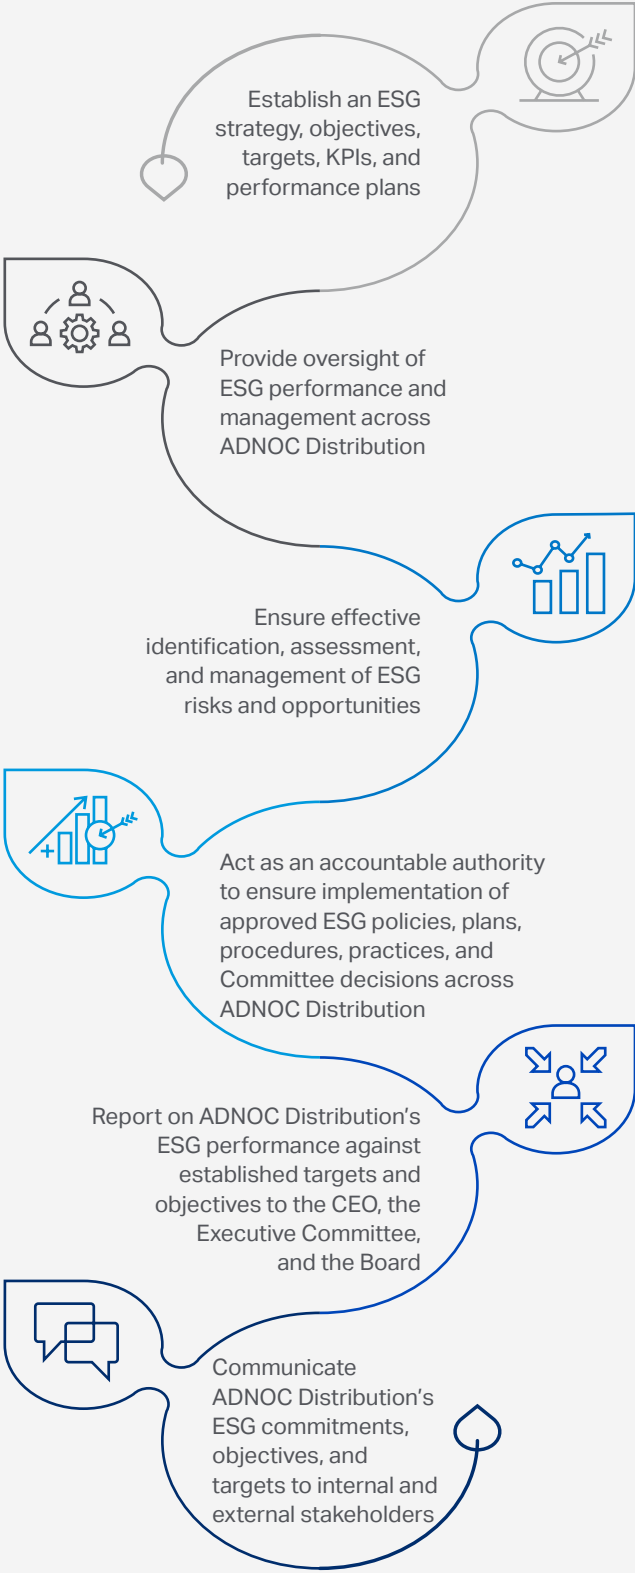 Establish an ESG
strategy, objectives,
targets, KPIs, and
performance plans
Provide oversight of
ESG performance and
management across
ADNOC Distribution
Ensure effective
identification, assessment,
and management of ESG
risks and opportunities
Act as an accountable authority
to ensure implementation of
approved ESG policies, plans,
procedures, practices, and
Committee decisions across
ADNOC Distribution
Report on ADNOC Distribution’s
ESG performance against
established targets and
objectives to the CEO, the
Executive Committee,
and the Board
Communicate
ADNOC Distribution’s
ESG commitments,
objectives, and
targets to internal and
external stakeholders